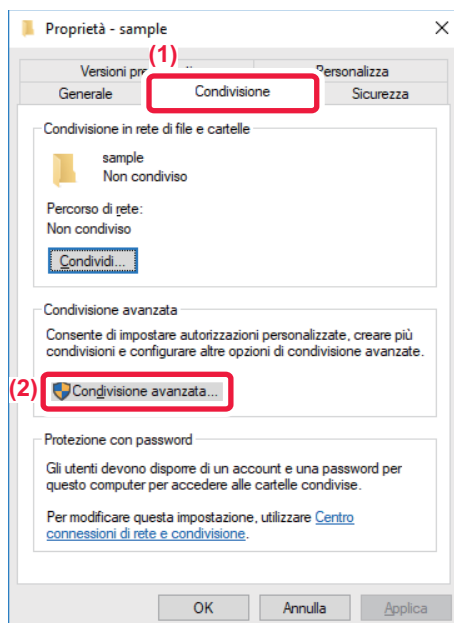 Proprietà - sample
(1)
Versioni pr
Personalizza
Generale
Condivisione
Sicurezza
Condivisione in rete di file e cartelle
sample
Non condiviso
Percorso di rete:
Non condiviso
Condividi...
Condivisione avanzata
Consente di impostare autorizzazioni personalizzate, creare più
condivisioni e configurare altre opzioni di condivisione avanzate.
(2)
Condivisione avanzata...
Protezione con password
Gli utenti devono disporre di un account e una password per
questo computer per accedere alle cartelle condivise.
Per modificare questa impostazione, utilizzare Centro
connessioni di rete e condivisione.
OK
Annulla
Applica